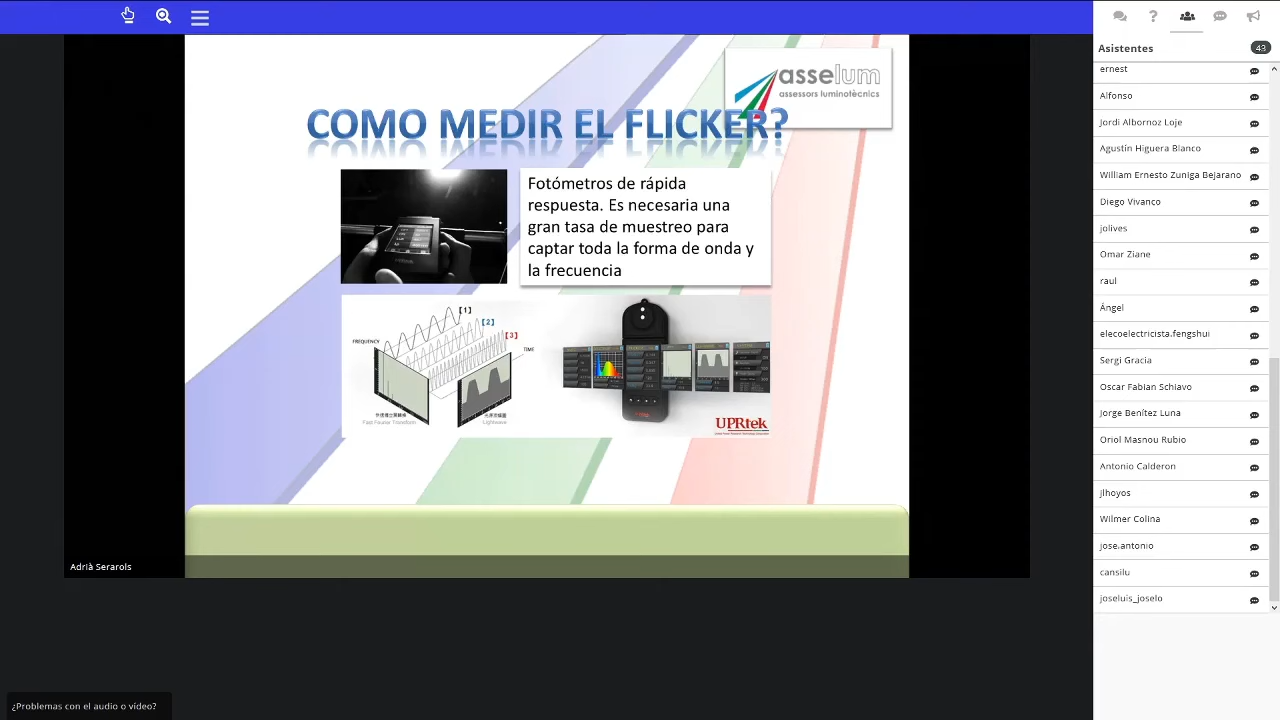 Asistentes
43
asselum
assessors luminotècnics
COMO MEDIR EL FLICKER?
Fotómetros de rápida
respuesta. Es necesaria una
gran tasa de muestreo para
captar toda la forma de onda y
la frecuencia
[1]
[2]
[3]
FREQUENCY
TIME
Fast Fourier Transform
Lightwave
UPRtek
Adrià Serarols
¿Problemas con el audio o vídeo?
ernest
Alfonso
Jordi Albornoz Loje
Agustín Higuera Blanco
William Ernesto Zuniga Bejarano
Diego Vivanco
jolujo
Omar Ziane
raul
Ángel
elecoelectricista.fengshui
Sergi Gracia
Oscar Fabian Schiavo
Jorge Benítez Luna
Oriol Masnou Rubio
Antonio Calderon
jlhoyos
Wilmer Colina
jose.antonio
cansilu
joseluis_joselo